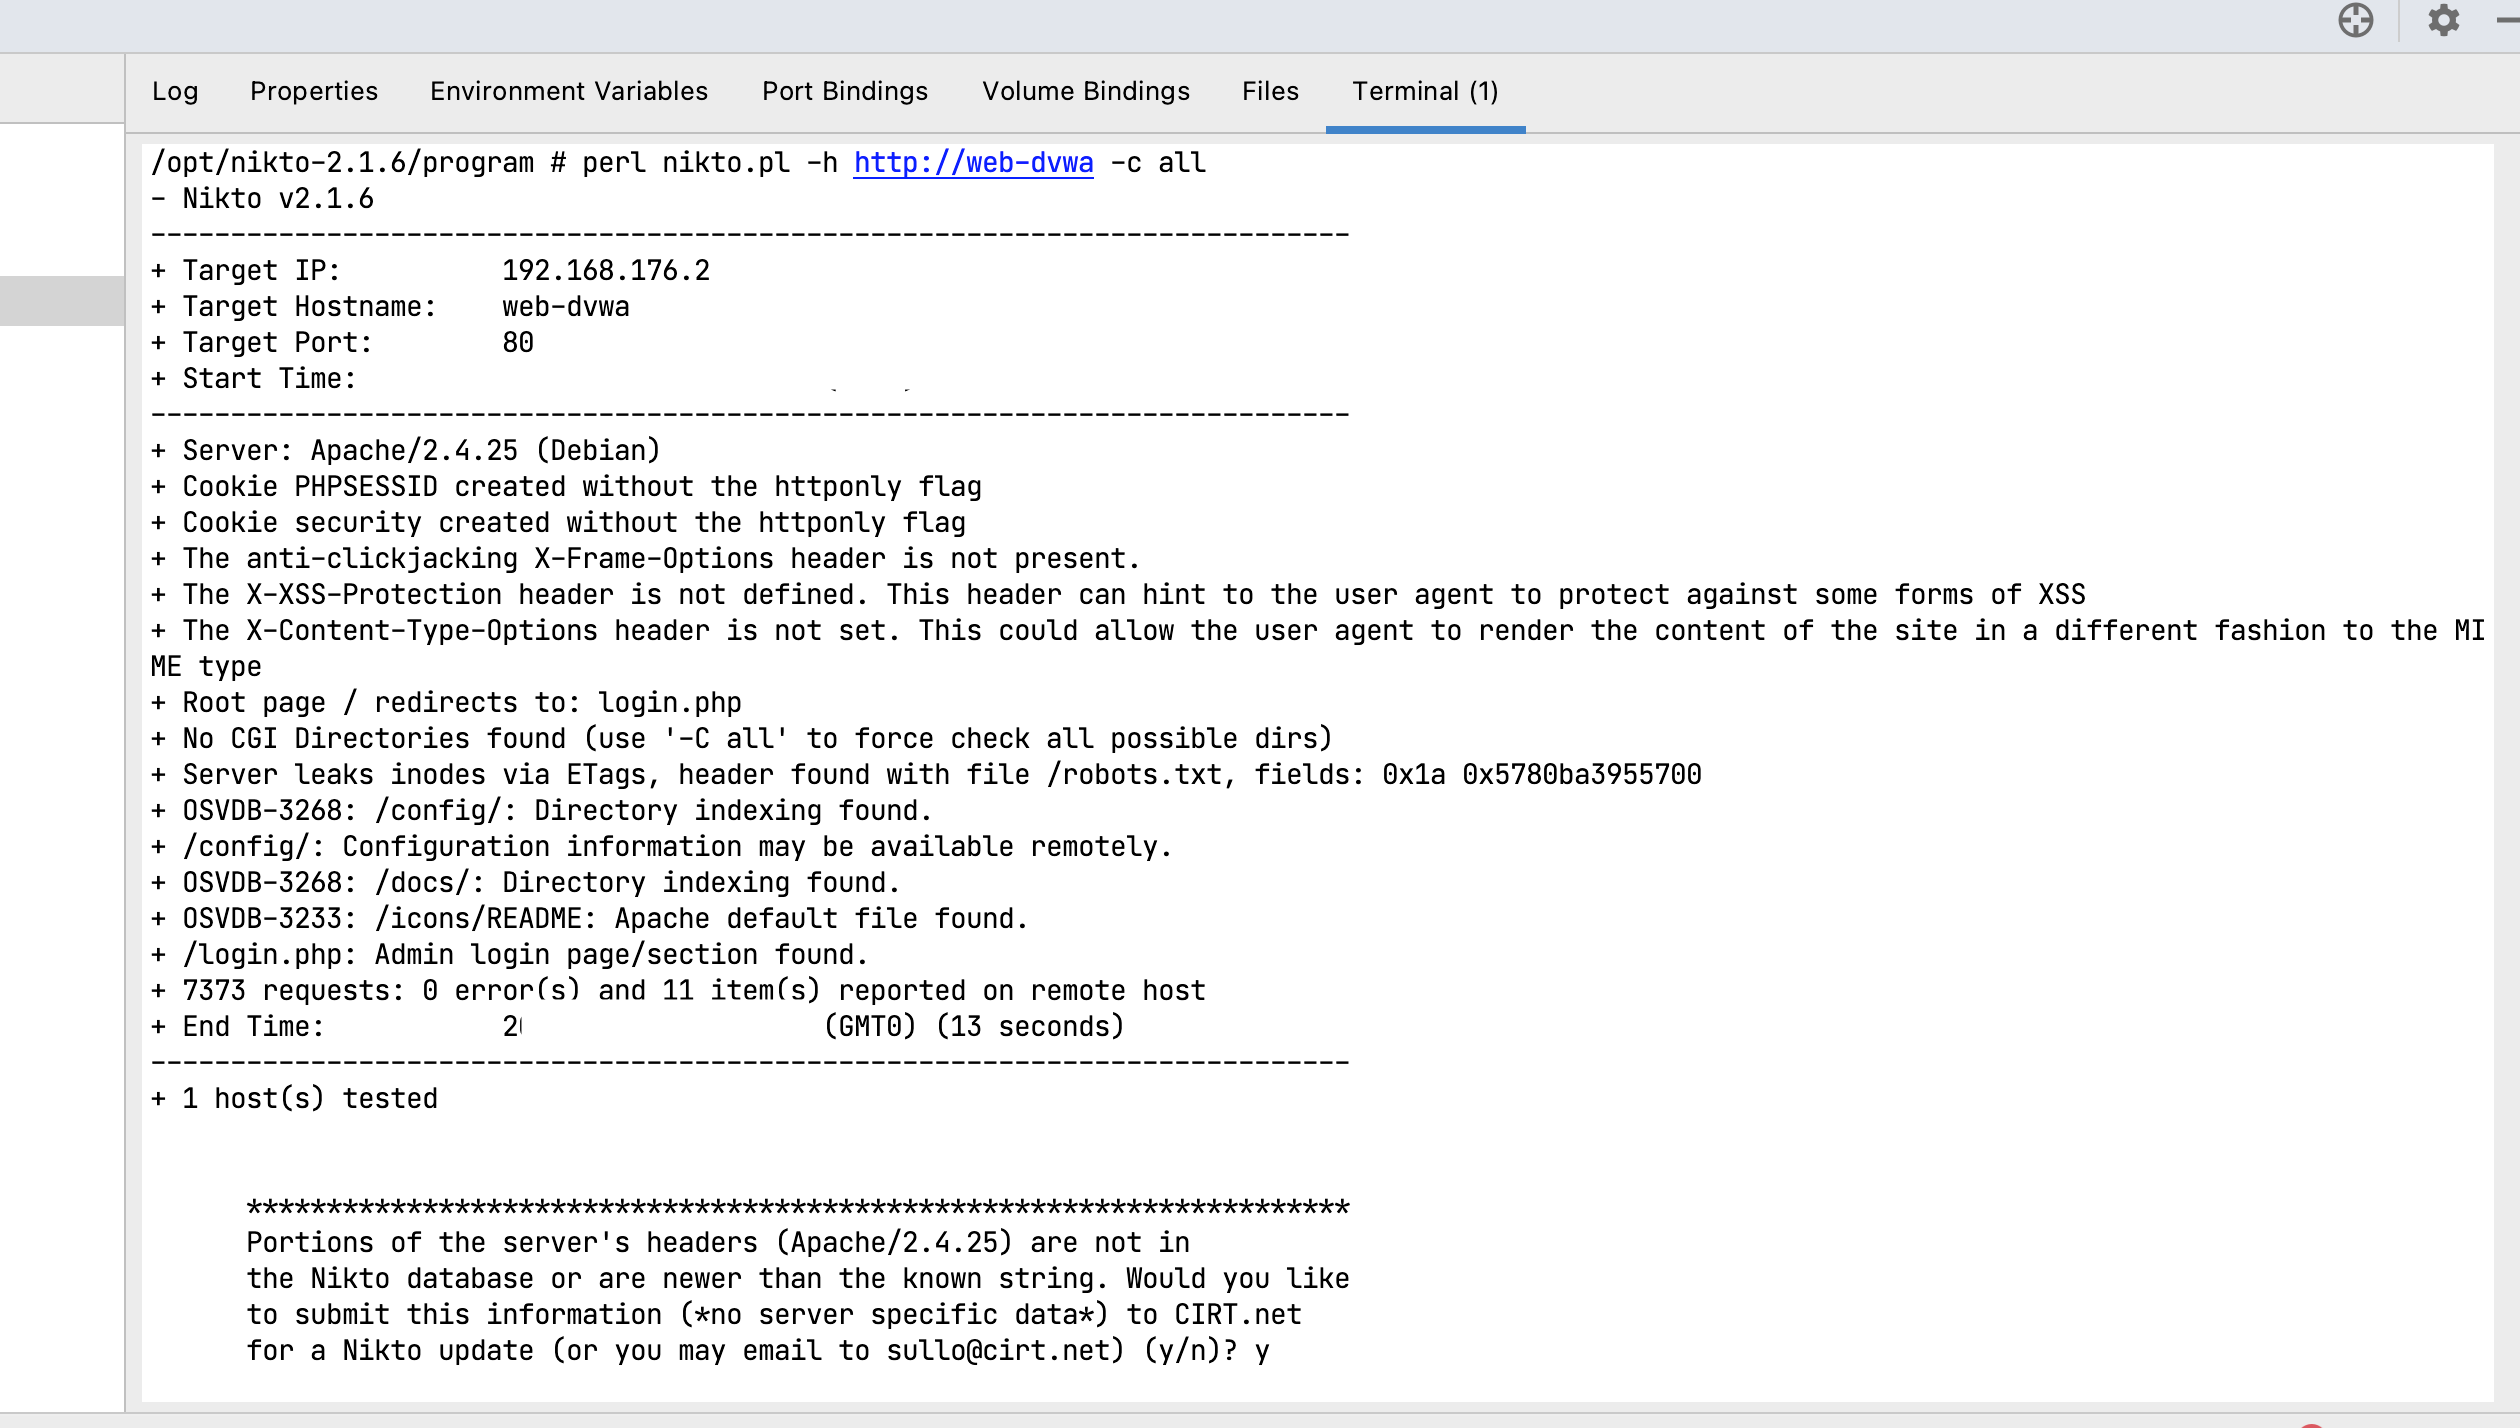 Log Properties Environment Variables Port Bindings Volume Bindings Files Terminal (1)
/opt/nikto-2.1.6/program # perl nikto.pl -h http://web-dvwa -c all
- Nikto v2.1.6
---------------------------------------------------------------------------
+ Target IP:          192.168.176.2
+ Target Hostname:    web-dvwa
+ Target Port:        80
+ Start Time:
---------------------------------------------------------------------------
+ Server: Apache/2.4.25 (Debian)
+ Cookie PHPSESSID created without the httponly flag
+ Cookie security created without the httponly flag
+ The anti-clickjacking X-Frame-Options header is not present.
+ The X-XSS-Protection header is not defined. This header can hint to the user agent to protect against some forms of XSS
+ The X-Content-Type-Options header is not set. This could allow the user agent to render the content of the site in a different fashion to the MI
ME type
+ Root page / redirects to: login.php
+ No CGI Directories found (use '-C all' to force check all possible dirs)
+ Server leaks inodes via ETags, header found with file /robots.txt, fields: 0x1a 0x5780ba3955700
+ OSVDB-3268: /config/: Directory indexing found.
+ /config/: Configuration information may be available remotely.
+ OSVDB-3268: /docs/: Directory indexing found.
+ OSVDB-3233: /icons/README: Apache default file found.
+ /login.php: Admin login page/section found.
+ 7373 requests: 0 error(s) and 11 item(s) reported on remote host
+ End Time:           2 (GMT0) (13 seconds)
---------------------------------------------------------------------------
+ 1 host(s) tested
*********************************************************************
Portions of the server's headers (Apache/2.4.25) are not in
the Nikto database or are newer than the known string. Would you like
to submit this information (*no server specific data*) to CIRT.net
for a Nikto update (or you may email to sullo@cirt.net) (y/n)? y